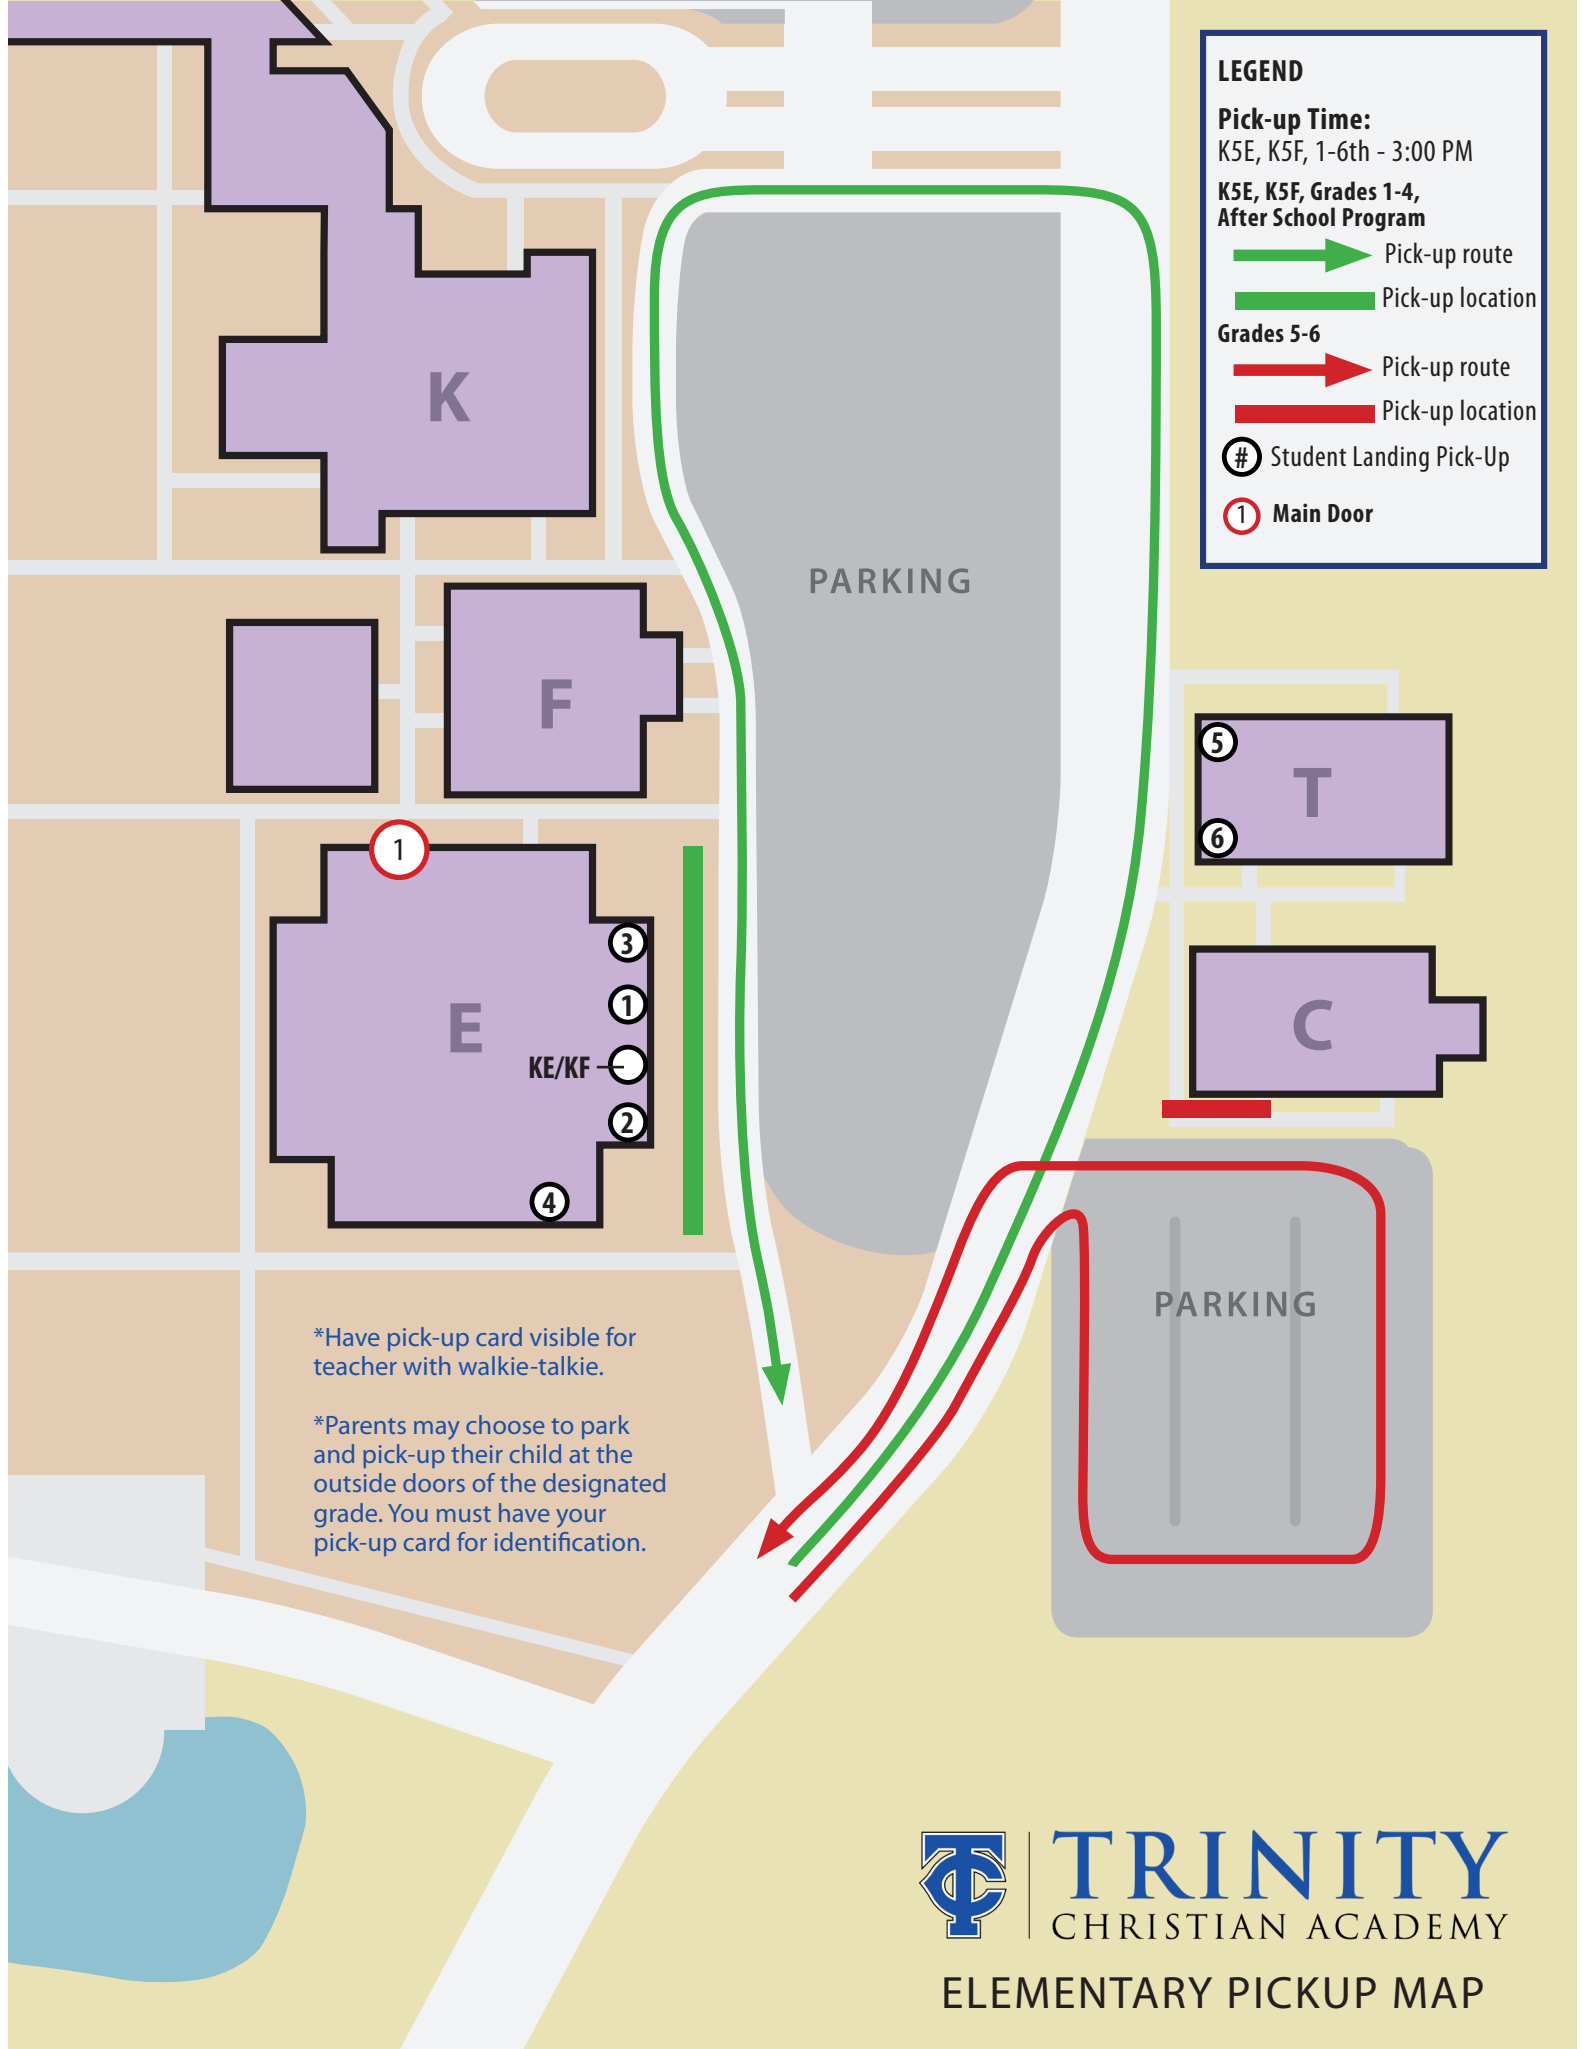 LEGEND
Pick-up Time:
K5E, K5F, 1-6th - 3:00 PM
K5E, K5F, Grades 1-4,
After School Program
Pick-up route
Pick-up location
Grades 5-6
Pick-up route
Pick-up location
# Student Landing Pick-Up
1 Main Door
K
PARKING
F
5
T
6
1
3
E
1
C
KE/KF
2
4
PARKING
*Have pick-up card visible for
teacher with walkie-talkie.
*Parents may choose to park
and pick-up their child at the
outside doors of the designated
grade. You must have your
pick-up card for identification.
TC
TRINITY
CHRISTIAN ACADEMY
ELEMENTARY PICKUP MAP